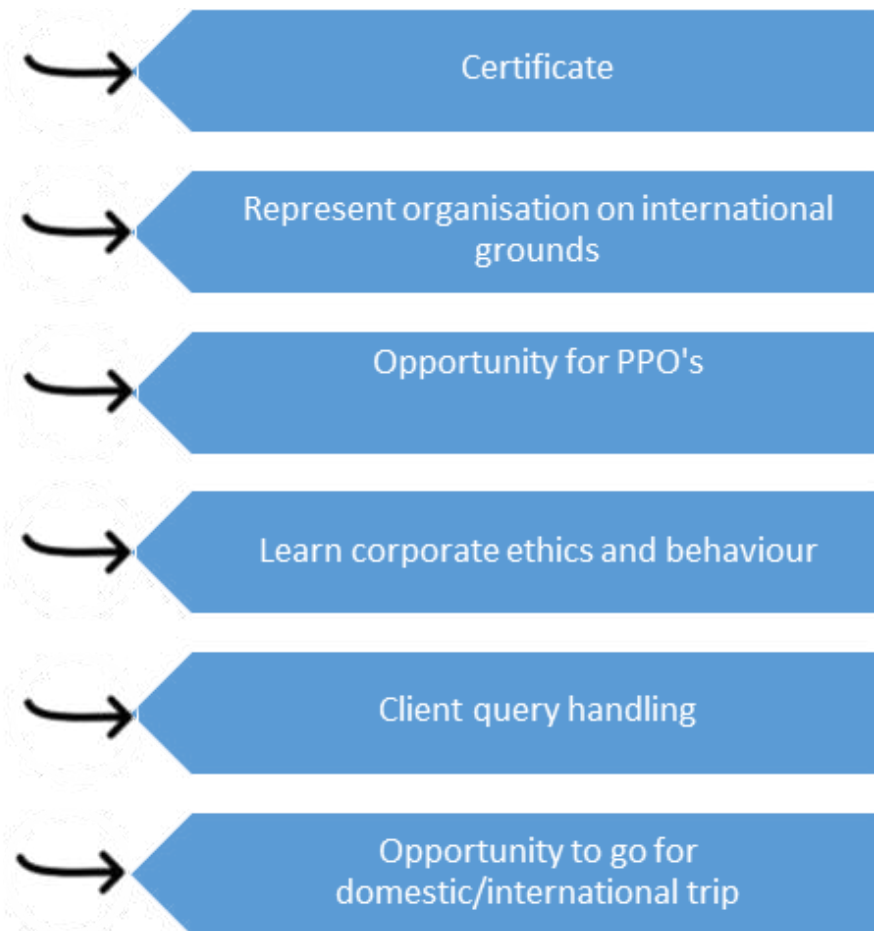 Certificate
Represent organisation on international
grounds
Opportunity for PPO's
Learn corporate ethics and behaviour
Client query handling
Opportunity to go for
domestic/international trip